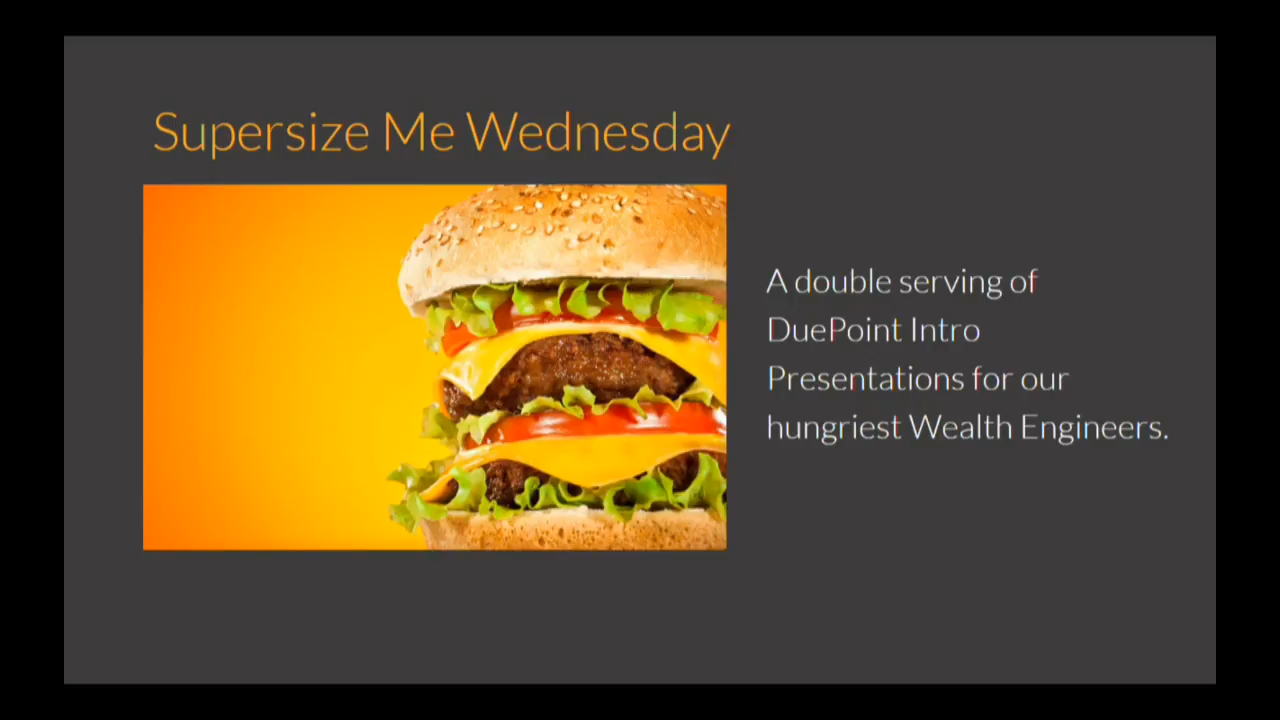 Supersize Me Wednesday
A double serving of
DuePoint Intro
Presentations for our
hungriest Wealth Engineers.